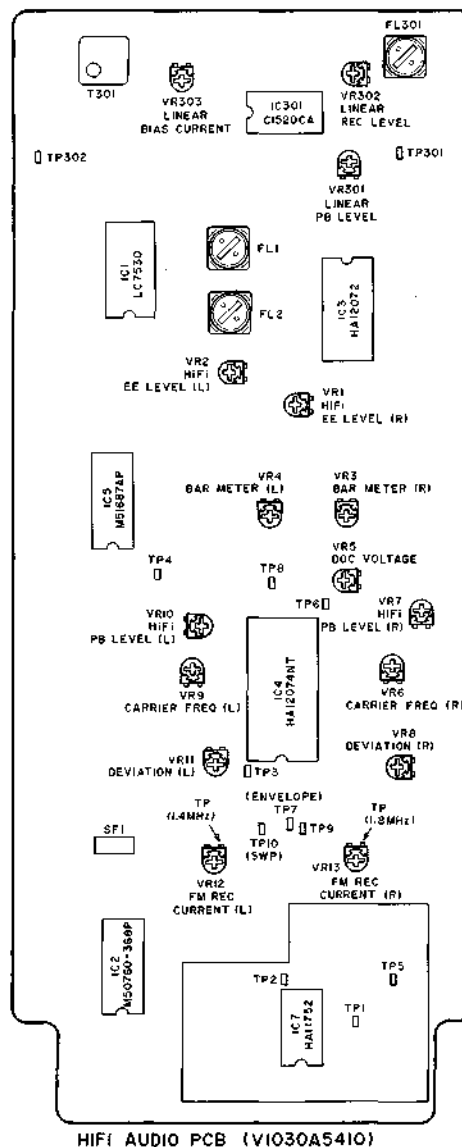 FL301
T301
VR303
LINEAR
BIAS CURRENT
IC301
C1520CA
VR302
LINEAR
REC LEVEL
TP302
TP301
VR301
LINEAR
PB LEVEL
IC1
LC7530
FL1
FL2
IC3
HA12072
VR2
HiFi
EE LEVEL (L)
VR1
HiFi
EE LEVEL (R)
VR4
BAR METER (L)
VR3
BAR METER (R)
IC5
M51687AP
VR5
DOC VOLTAGE
TP4
TP8
TP6
VR10
HiFi
PB LEVEL (L)
VR7
HiFi
PB LEVEL (R)
IC4
HA12074NT
VR9
CARRIER FREQ (L)
VR6
CARRIER FREQ (R)
VR8
DEVIATION (R)
VR11
DEVIATION (L)
TP3
(ENVELOPE)
TP7
TP
(1.4MHz)
TP9
TP10
(SWP)
TP
(1.8MHz)
SF1
VR12
FM REC
CURRENT (L)
VR13
FM REC
CURRENT (R)
IC2
M50760-368P
TP2
TP5
IC7
HA11752
TP1
HIFI AUDIO PCB (V1030A5410)